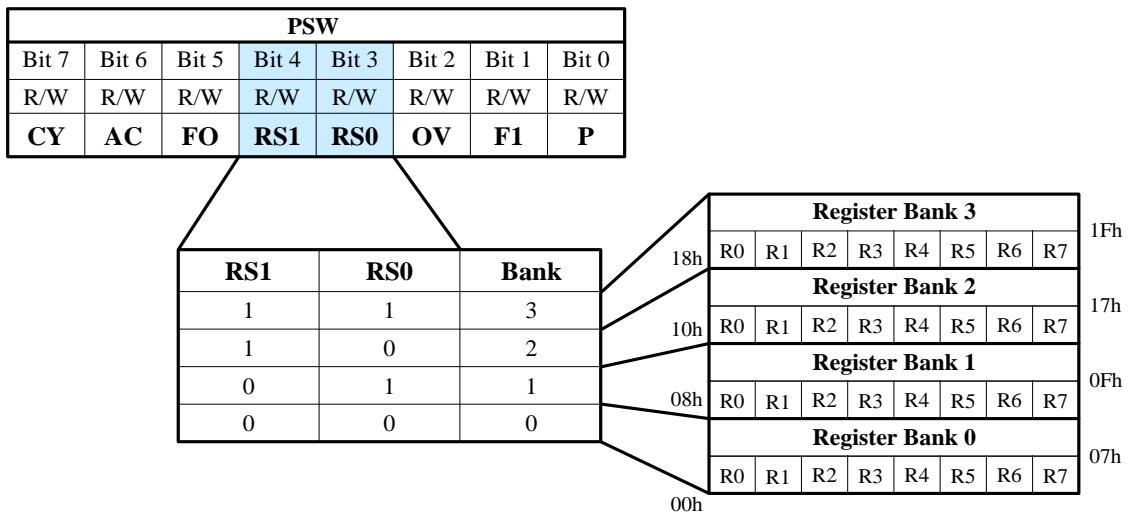 PSW
Bit 7 Bit 6 Bit 5 Bit 4 Bit 3 Bit 2 Bit 1 Bit 0
R/W R/W R/W R/W R/W R/W R/W R/W
CY AC FO RS1 RS0 OV F1 P
RS1 RS0 Bank
1 1 3
1 0 2
0 1 1
0 0 0
Register Bank 3
1Fh
18h R0 R1 R2 R3 R4 R5 R6 R7
Register Bank 2
17h
10h R0 R1 R2 R3 R4 R5 R6 R7
Register Bank 1
0Fh
08h R0 R1 R2 R3 R4 R5 R6 R7
Register Bank 0
07h
R0 R1 R2 R3 R4 R5 R6 R7
00h